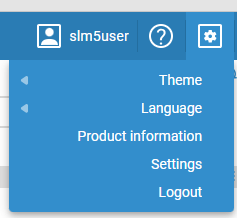 slm5user
Theme
Language
Product information
Settings
Logout